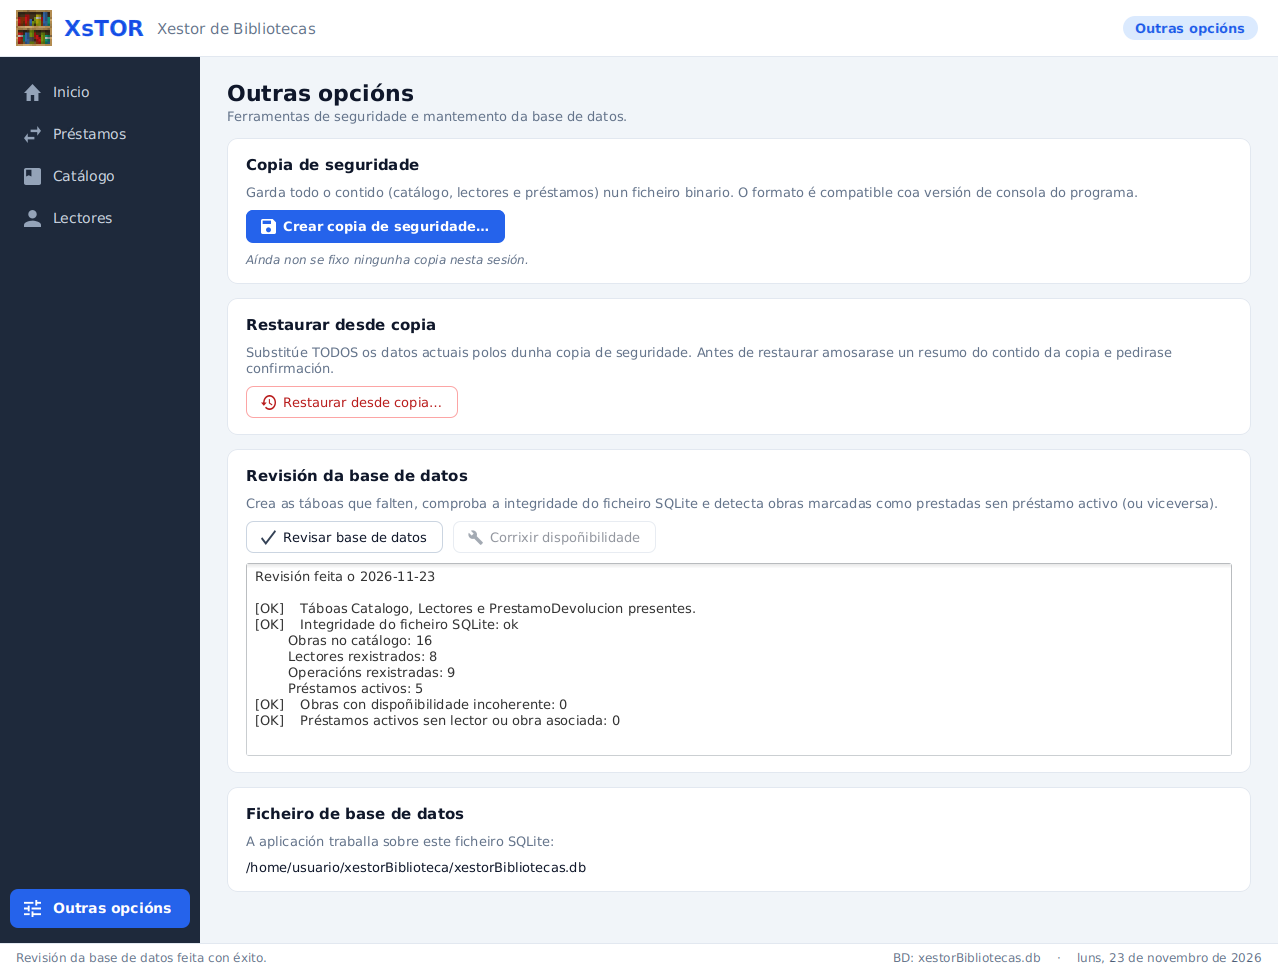 XsTOR Xestor de Bibliotecas
Outras opcións
Inicio
Préstamos
Catálogo
Lectores
Outras opcións
Outras opcións
Ferramentas de seguridade e mantemento da base de datos.
Copia de seguridade
Garda todo o contido (catálogo, lectores e préstamos) nun ficheiro binario. O formato é compatible coa versión de consola do programa.
Crear copia de seguridade...
Aínda non se fixo ningunha copia nesta sesión.
Restaurar desde copia
Substitúe TODOS os datos actuais polos dunha copia de seguridade. Antes de restaurar amosarase un resumo do contido da copia e pedirase
confirmación.
Restaurar desde copia...
Revisión da base de datos
Crea as táboas que falten, comproba a integridade do ficheiro SQLite e detecta obras marcadas como prestadas sen préstamo activo (ou viceversa).
Revisar base de datos
Corrixir dispoñibilidade
Revisión feita o 2026-11-23
[OK] Táboas Catalogo, Lectores e PrestamoDevolucion presentes.
[OK] Integridade do ficheiro SQLite: ok
Obras no catálogo: 16
Lectores rexistrados: 8
Operacións rexistradas: 9
Préstamos activos: 5
[OK] Obras con dispoñibilidade incoherente: 0
[OK] Préstamos activos sen lector ou obra asociada: 0
Ficheiro de base de datos
A aplicación traballa sobre este ficheiro SQLite:
/home/usuario/xestorBiblioteca/xestorBibliotecas.db
Revisión da base de datos feita con éxito.
BD: xestorBibliotecas.db · luns, 23 de novembro de 2026